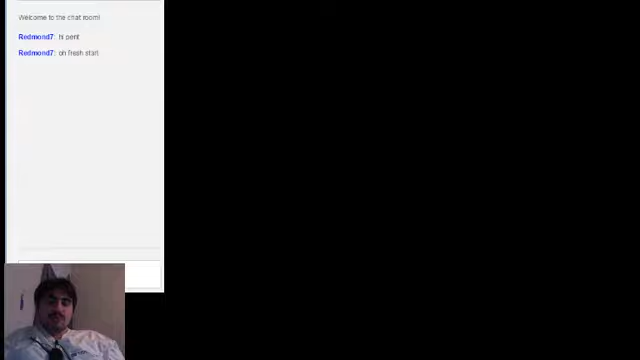 Welcome to the chat room!
Redmond7: hi pent
Redmond7: oh fresh start